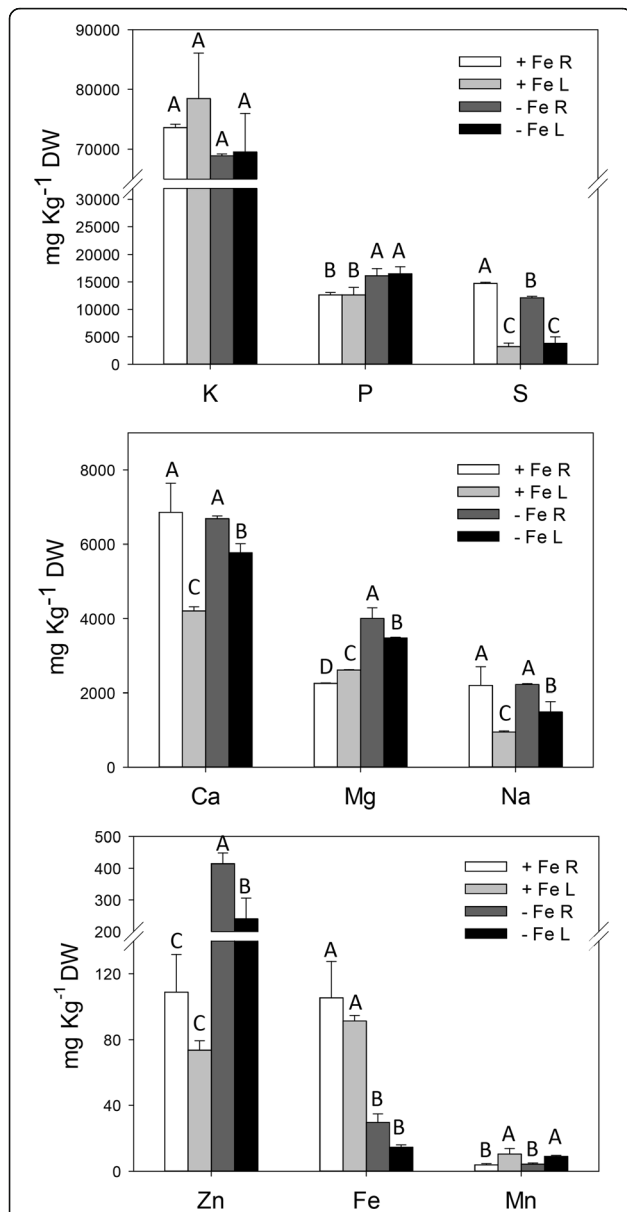 90000
80000
70000
30000
25000
20000
15000
10000
5000
0
mg Kg-1 DW
+ Fe R
+ Fe L
- Fe R
- Fe L
A A A A
B B A A
A C B C
K P S
8000
6000
4000
2000
0
mg Kg-1 DW
+ Fe R
+ Fe L
- Fe R
- Fe L
A C A B
D C A B
A C A B
Ca Mg Na
500
400
300
200
120
80
40
0
mg Kg-1 DW
+ Fe R
+ Fe L
- Fe R
- Fe L
C C A B
A A B B
B A B A
Zn Fe Mn